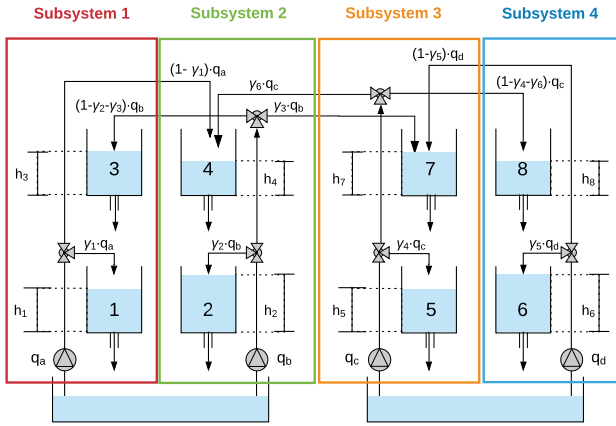 Subsystem 1
Subsystem 2
Subsystem 3
Subsystem 4
(1- γ1)·qa
γ6·qc
(1-γ5)·qd
(1-γ2-γ3)·qb
γ3·qb
(1-γ4-γ6)·qc
h3
3
4
h4
h7
7
8
h8
γ1·qa
γ2·qb
γ4·qc
γ5·qd
h1
1
2
h2
h5
5
6
h6
qa
qb
qc
qd